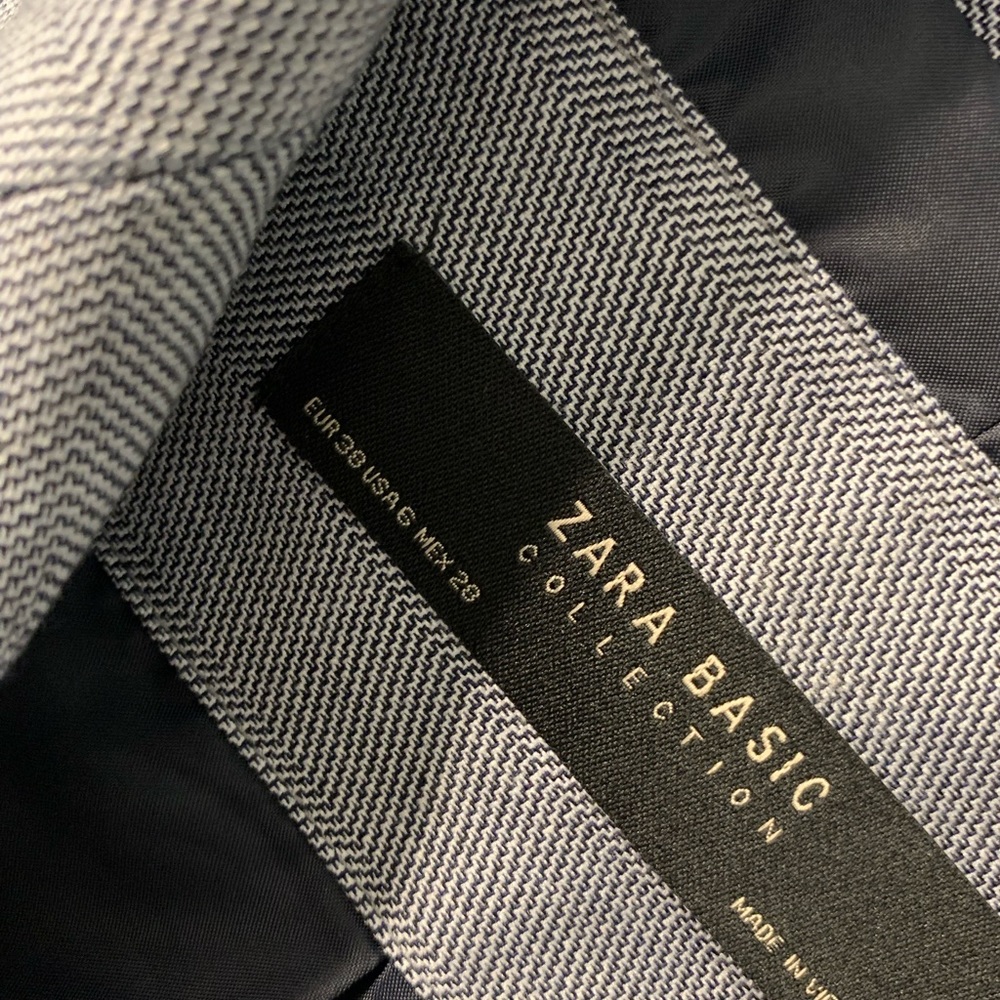 EUR 38 USA 6 MEX 28
ZARA BASIC
COLLECTION
MADE IN